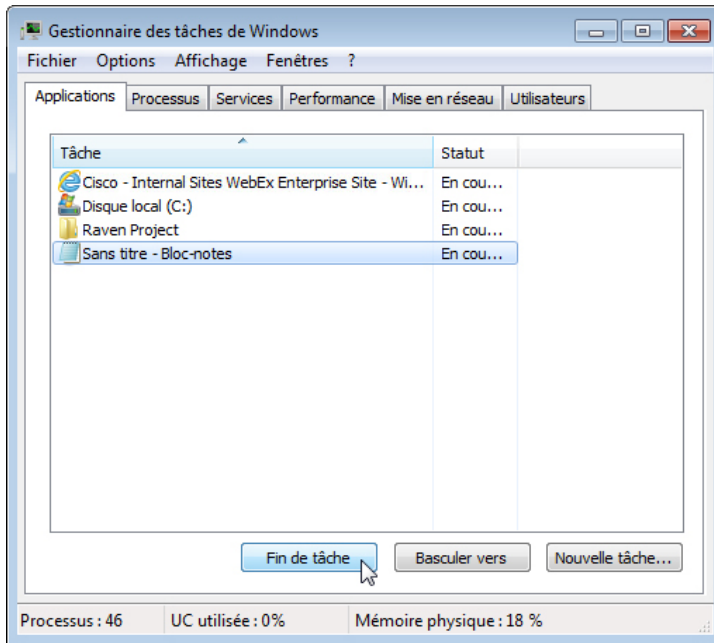 Gestionnaire des tâches de Windows
Fichier Options Affichage Fenêtres ?
Applications Processus Services Performance Mise en réseau Utilisateurs
Tâche Statut
Cisco - Internal Sites WebEx Enterprise Site - Wi... En cou...
Disque local (C:) En cou...
Raven Project En cou...
Sans titre - Bloc-notes En cou...
Fin de tâche Basculer vers Nouvelle tâche...
Processus : 46 UC utilisée : 0% Mémoire physique : 18 %